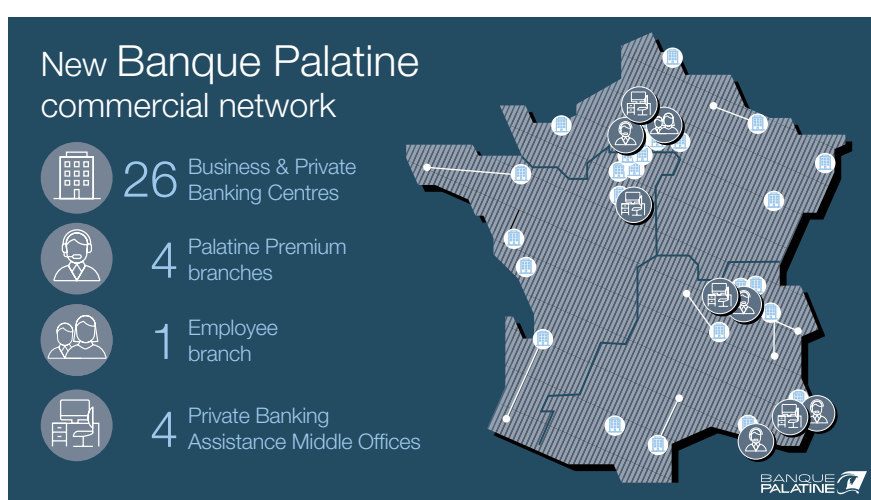 New Banque Palatine
commercial network
26 Business & Private
Banking Centres
4 Palatine Premium
branches
1 Employee
branch
4 Private Banking
Assistance Middle Offices
BANQUE
PALATINE